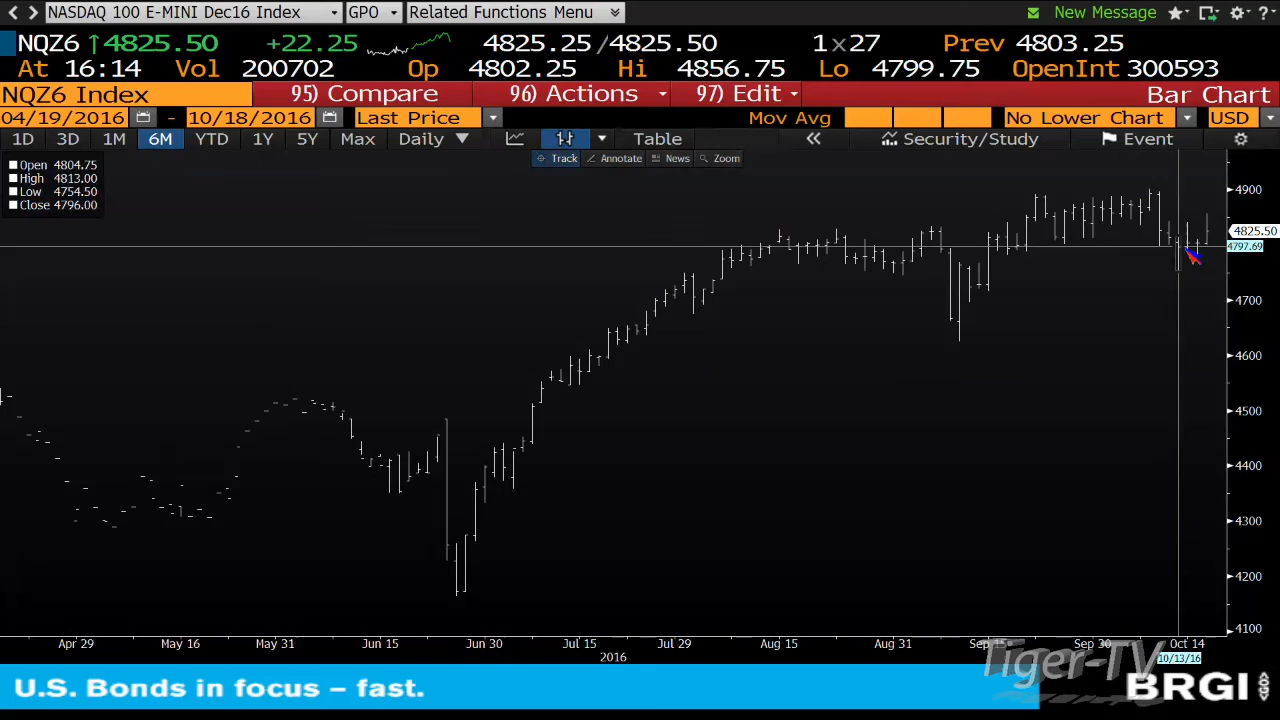 NASDAQ 100 E-MINI Dec16 Index GPO Related Functions Menu New Message ?
NQZ6 ↑4825.50 +22.25 4825.25/4825.50 1x27 Prev 4803.25
At 16:14 Vol 200702 Op 4802.25 Hi 4856.75 Lo 4799.75 OpenInt 300593
NQZ6 Index 95) Compare 96) Actions 97) Edit Bar Chart
04/19/2016 - 10/18/2016 Last Price Mov Avg No Lower Chart USD
1D 3D 1M 6M YTD 1Y 5Y Max Daily ▼ Table « Security/Study Event
Track Annotate News Zoom
Open 4804.75
High 4813.00
Low 4754.50
Close 4796.00
4900
4825.50
4797.69
4700
4600
4500
4400
4300
4200
4100
Apr 29 May 16 May 31 Jun 15 Jun 30 Jul 15 Jul 29 Aug 15 Aug 31 Sep 15 Sep 30 Oct 14
2016 10/13/16
Tiger-TV
U.S. Bonds in focus – fast. BRGI